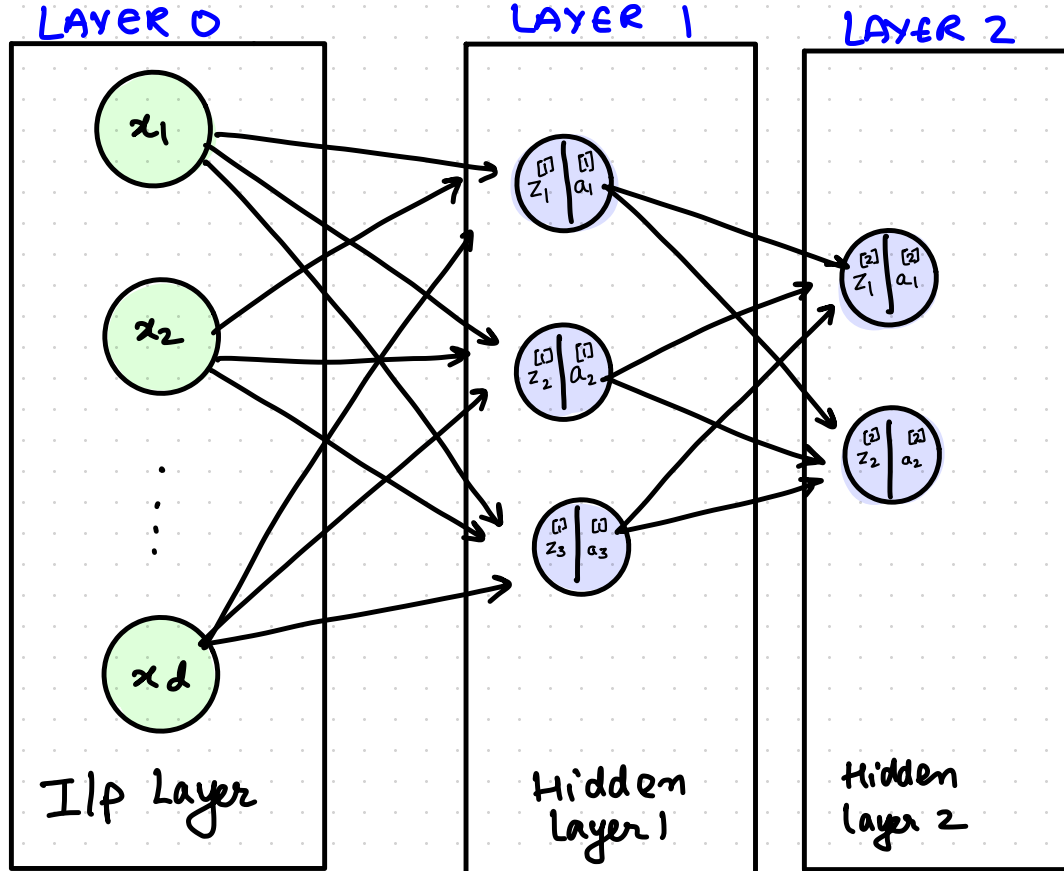 LAYER 0
LAYER 1
LAYER 2
x1
x2
xd
z1[1] | a1[1]
z2[1] | a2[1]
z3[1] | a3[1]
z1[2] | a1[2]
z2[2] | a2[2]
I/p Layer
Hidden
Layer 1
Hidden
layer 2